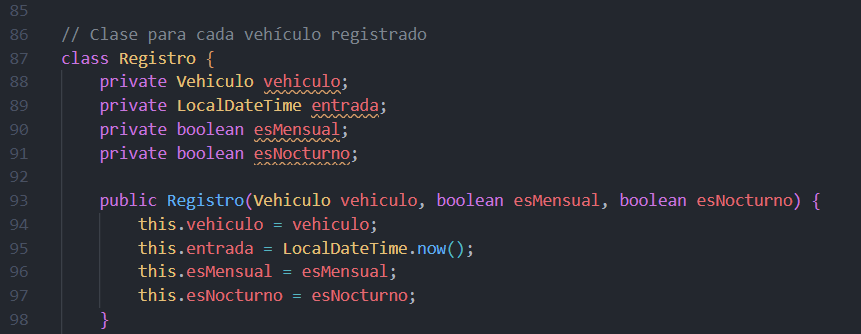 85
86 // Clase para cada vehículo registrado
87 class Registro {
88 private Vehiculo vehiculo;
89 private LocalDateTime entrada;
90 private boolean esMensual;
91 private boolean esNocturno;
92
93 public Registro(Vehiculo vehiculo, boolean esMensual, boolean esNocturno) {
94 this.vehiculo = vehiculo;
95 this.entrada = LocalDateTime.now();
96 this.esMensual = esMensual;
97 this.esNocturno = esNocturno;
98 }